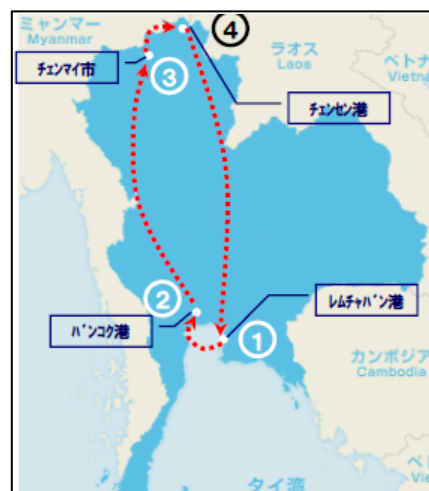 ミャンマー
Myanmar
④
ラオス
Laos
ベトナ
Vietna
ﾁｪﾝﾏｲ市
③
ﾁｪﾝｾﾝ港
②
ﾊﾞﾝｺｸ港
ﾚﾑﾁｬﾊﾞﾝ港
①
カンボジア
Cambodia
タイ湾
ベ